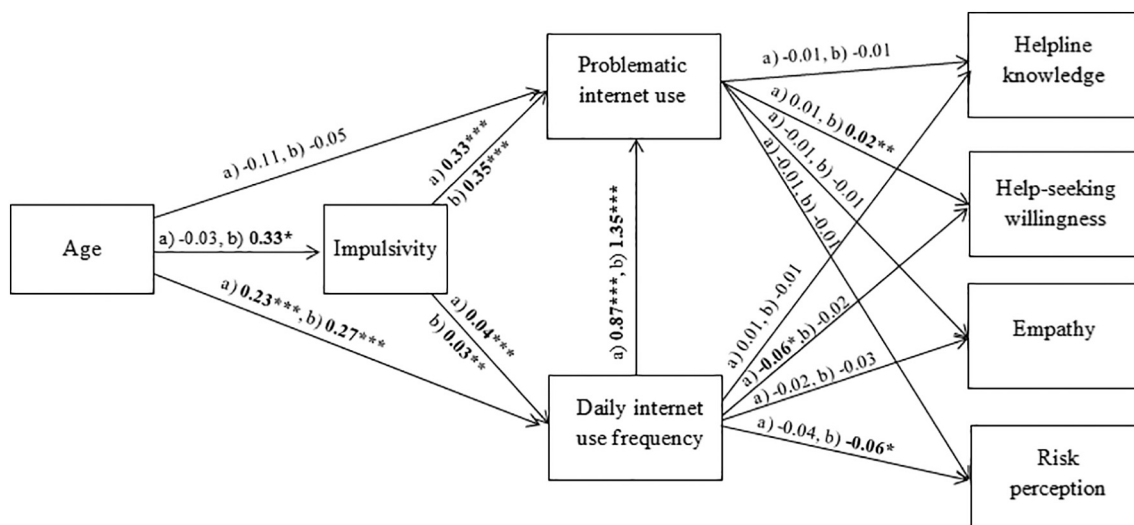 Problematic
internet use
Helpline
knowledge
a) -0.01, b) -0.01
a) 0.01, b) 0.02**
a) -0.01, b) -0.01
a) -0.01, b) -0.01
Help-seeking
willingness
a) -0.11, b) -0.05
a) 0.33***
b) 0.35***
Age
a) -0.03, b) 0.33*
Impulsivity
a) 0.87***, b) 1.35***
a) 0.23***, b) 0.27***
a) 0.04***
b) 0.03**
a) 0.01, b) -0.01
a) -0.06*, b) -0.02
Empathy
a) -0.02, b) -0.03
Daily internet
use frequency
a) -0.04, b) -0.06*
Risk
perception